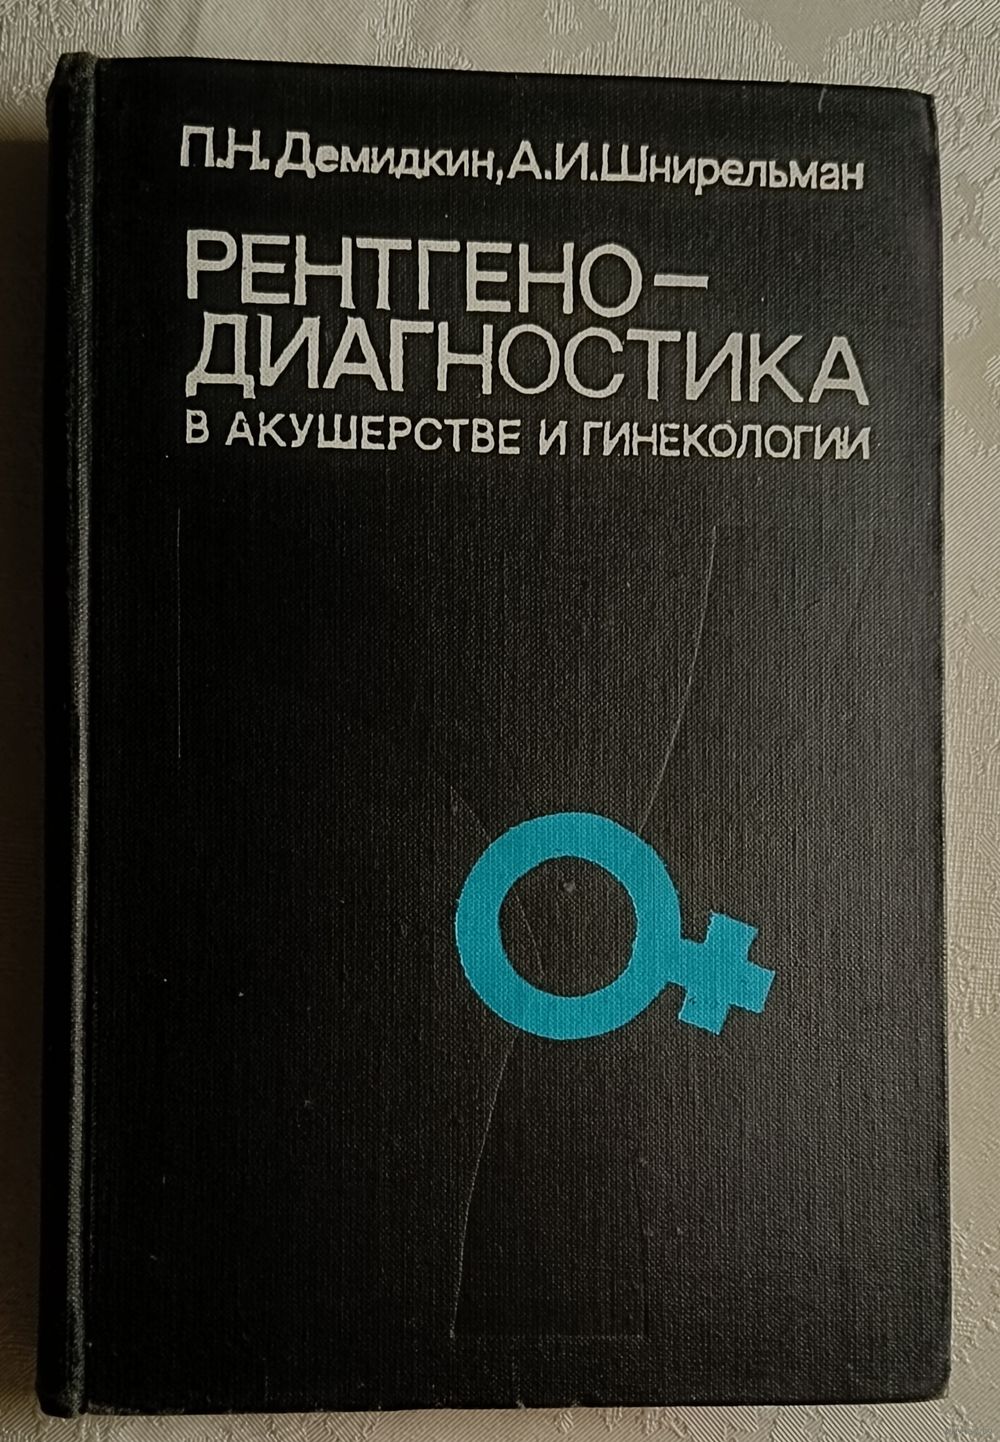 П.Н. Демидкин, А.И. Шнирельман
РЕНТГЕНО-
ДИАГНОСТИКА
В АКУШЕРСТВЕ И ГИНЕКОЛОГИИ